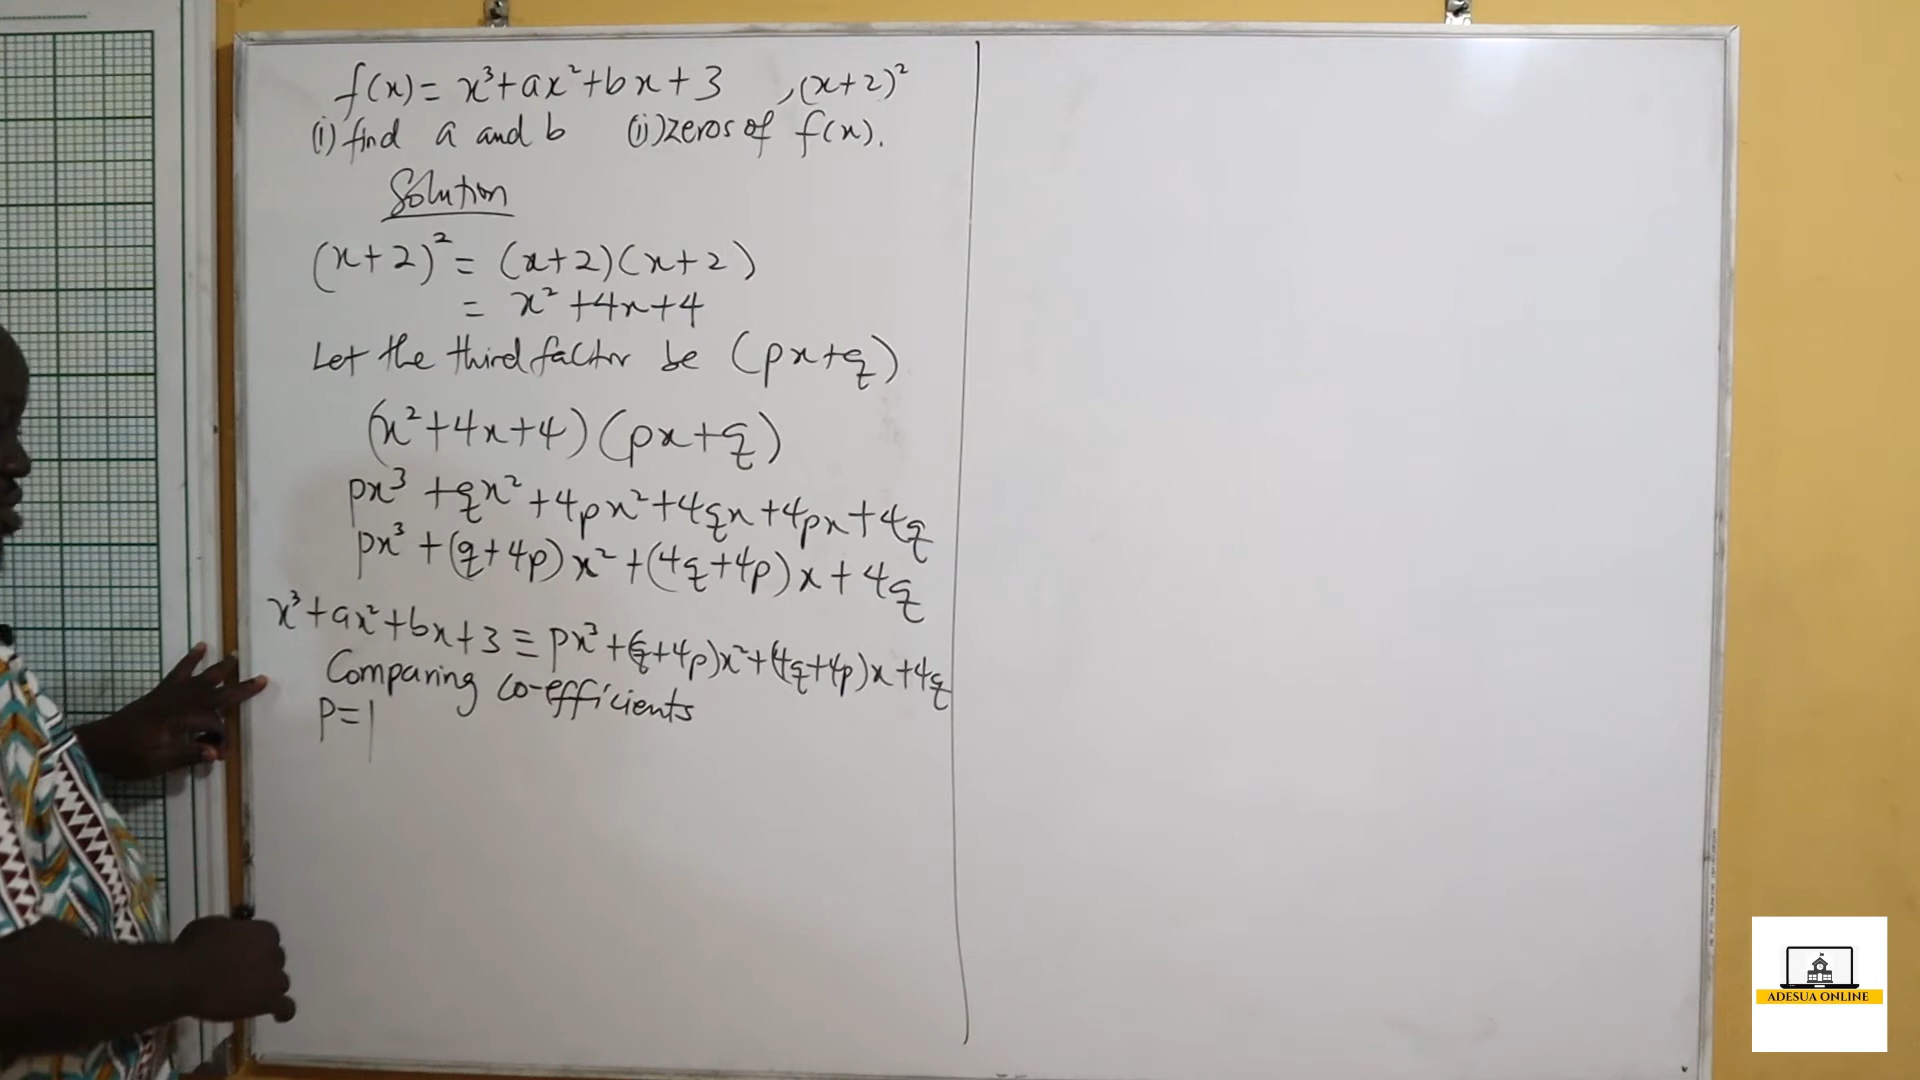 f(x) = x³+ax²+bx+3 , (x+2)²
(i) find a and b (ii) zeros of f(x).
Solution
(x+2)² = (x+2)(x+2)
= x² +4x+4
Let the third factor be (px+q)
(x²+4x+4)(px+q)
px³ +qx² +4px²+4qx+4px+4q
px³ +(q+4p)x² +(4q+4p)x + 4q
x³+ax²+bx+3 ≡ px³+(q+4p)x²+(4q+4p)x+4q
Comparing co-efficients
P=1
ADESUA ONLINE